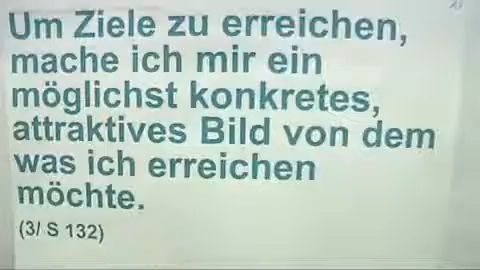 Um Ziele zu erreichen,
mache ich mir ein
möglichst konkretes,
attraktives Bild von dem
was ich erreichen
möchte.
(3/ S 132)